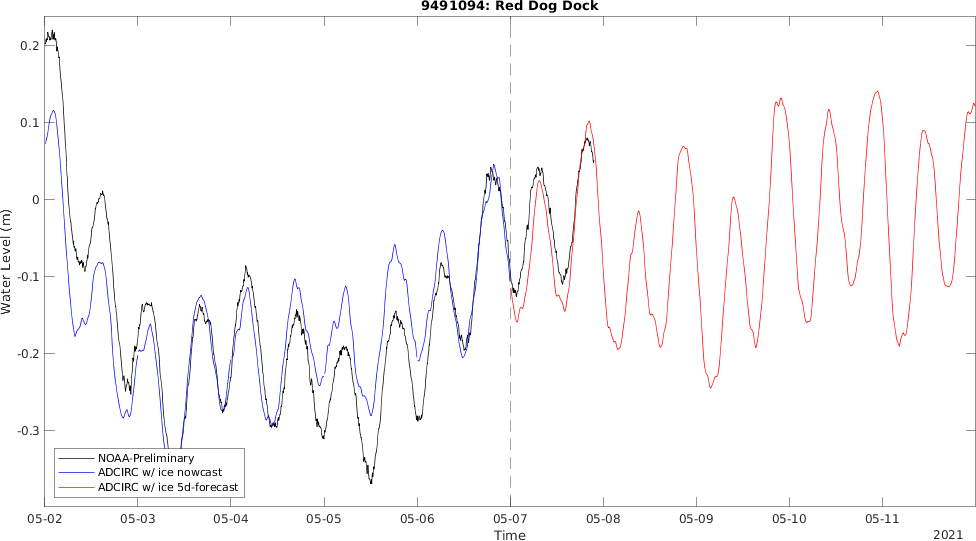 9491094: Red Dog Dock
Water Level (m)
0.2
0.1
0
-0.1
-0.2
-0.3
NOAA-Preliminary
ADCIRC w/ ice nowcast
ADCIRC w/ ice 5d-forecast
05-02 05-03 05-04 05-05 05-06 05-07 05-08 05-09 05-10 05-11
Time
2021